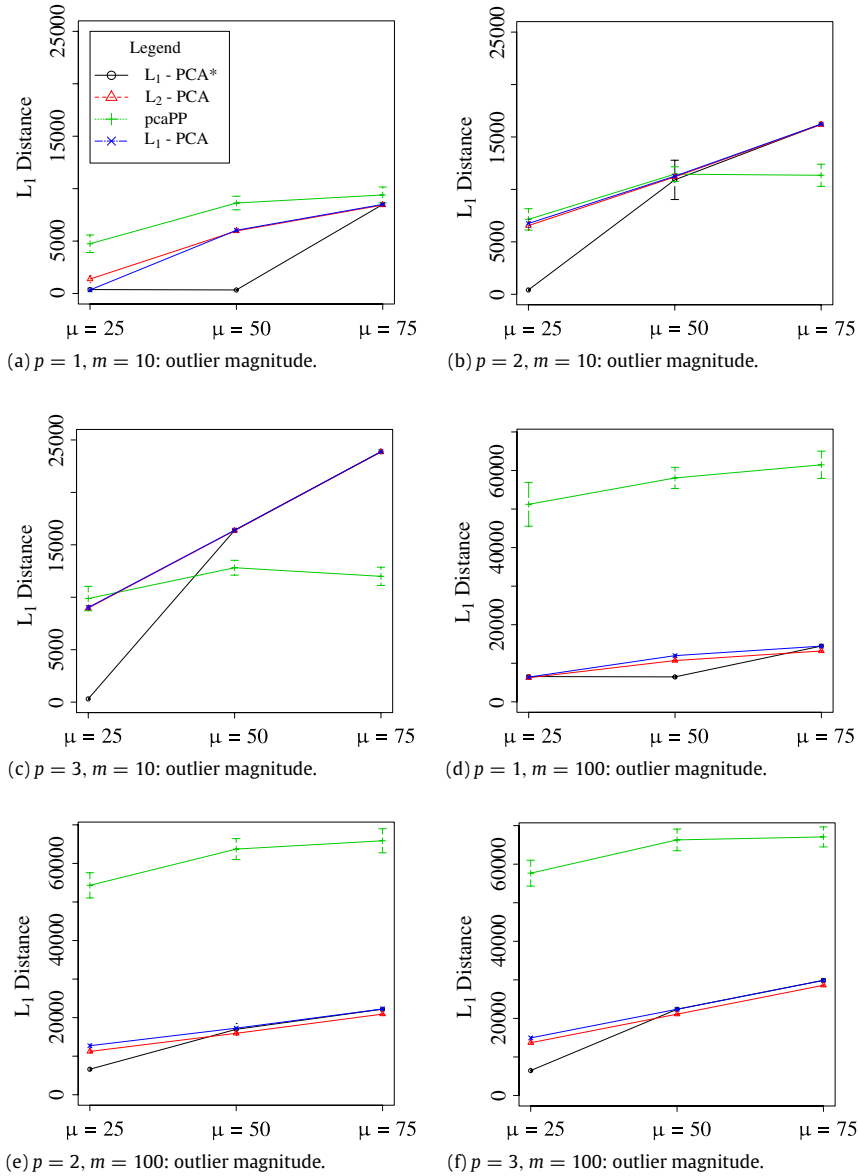 25000
15000
5000
0
L1 Distance
Legend
L1 - PCA*
L2 - PCA
pcaPP
L1 - PCA
μ = 25
μ = 50
μ = 75
(a) p = 1, m = 10: outlier magnitude.
25000
15000
5000
0
L1 Distance
μ = 25
μ = 50
μ = 75
(b) p = 2, m = 10: outlier magnitude.
25000
15000
5000
0
L1 Distance
μ = 25
μ = 50
μ = 75
(c) p = 3, m = 10: outlier magnitude.
60000
40000
20000
0
L1 Distance
μ = 25
μ = 50
μ = 75
(d) p = 1, m = 100: outlier magnitude.
60000
40000
20000
0
L1 Distance
μ = 25
μ = 50
μ = 75
(e) p = 2, m = 100: outlier magnitude.
60000
40000
20000
0
L1 Distance
μ = 25
μ = 50
μ = 75
(f) p = 3, m = 100: outlier magnitude.